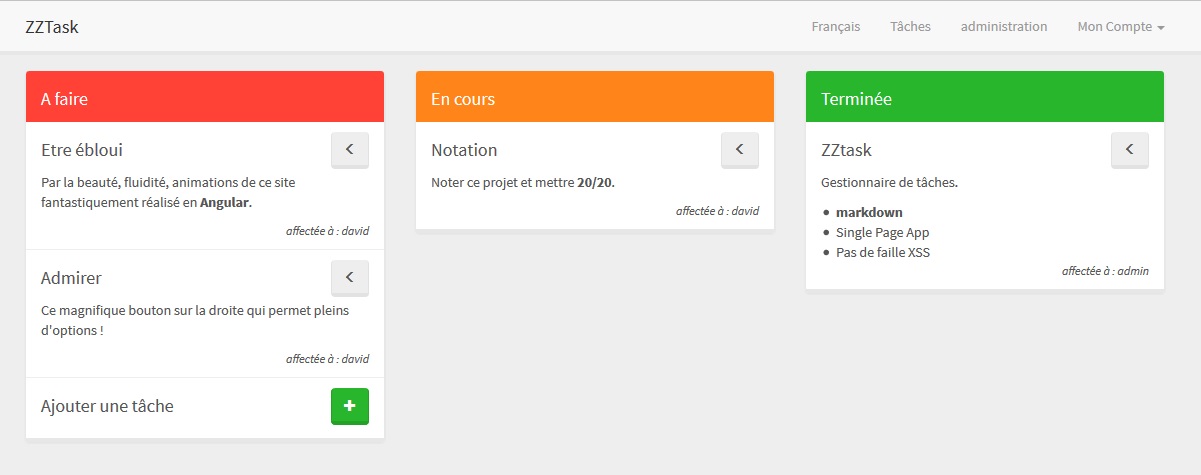 ZZTask
Français
Tâches
administration
Mon Compte
A faire
Etre ébloui
Par la beauté, fluidité, animations de ce site
fantastiquement réalisé en Angular.
affectée à : david
Admirer
Ce magnifique bouton sur la droite qui permet pleins
d'options !
affectée à : david
Ajouter une tâche
En cours
Notation
Noter ce projet et mettre 20/20.
affectée à : david
Terminée
ZZtask
Gestionnaire de tâches.
markdown
Single Page App
Pas de faille XSS
affectée à : admin